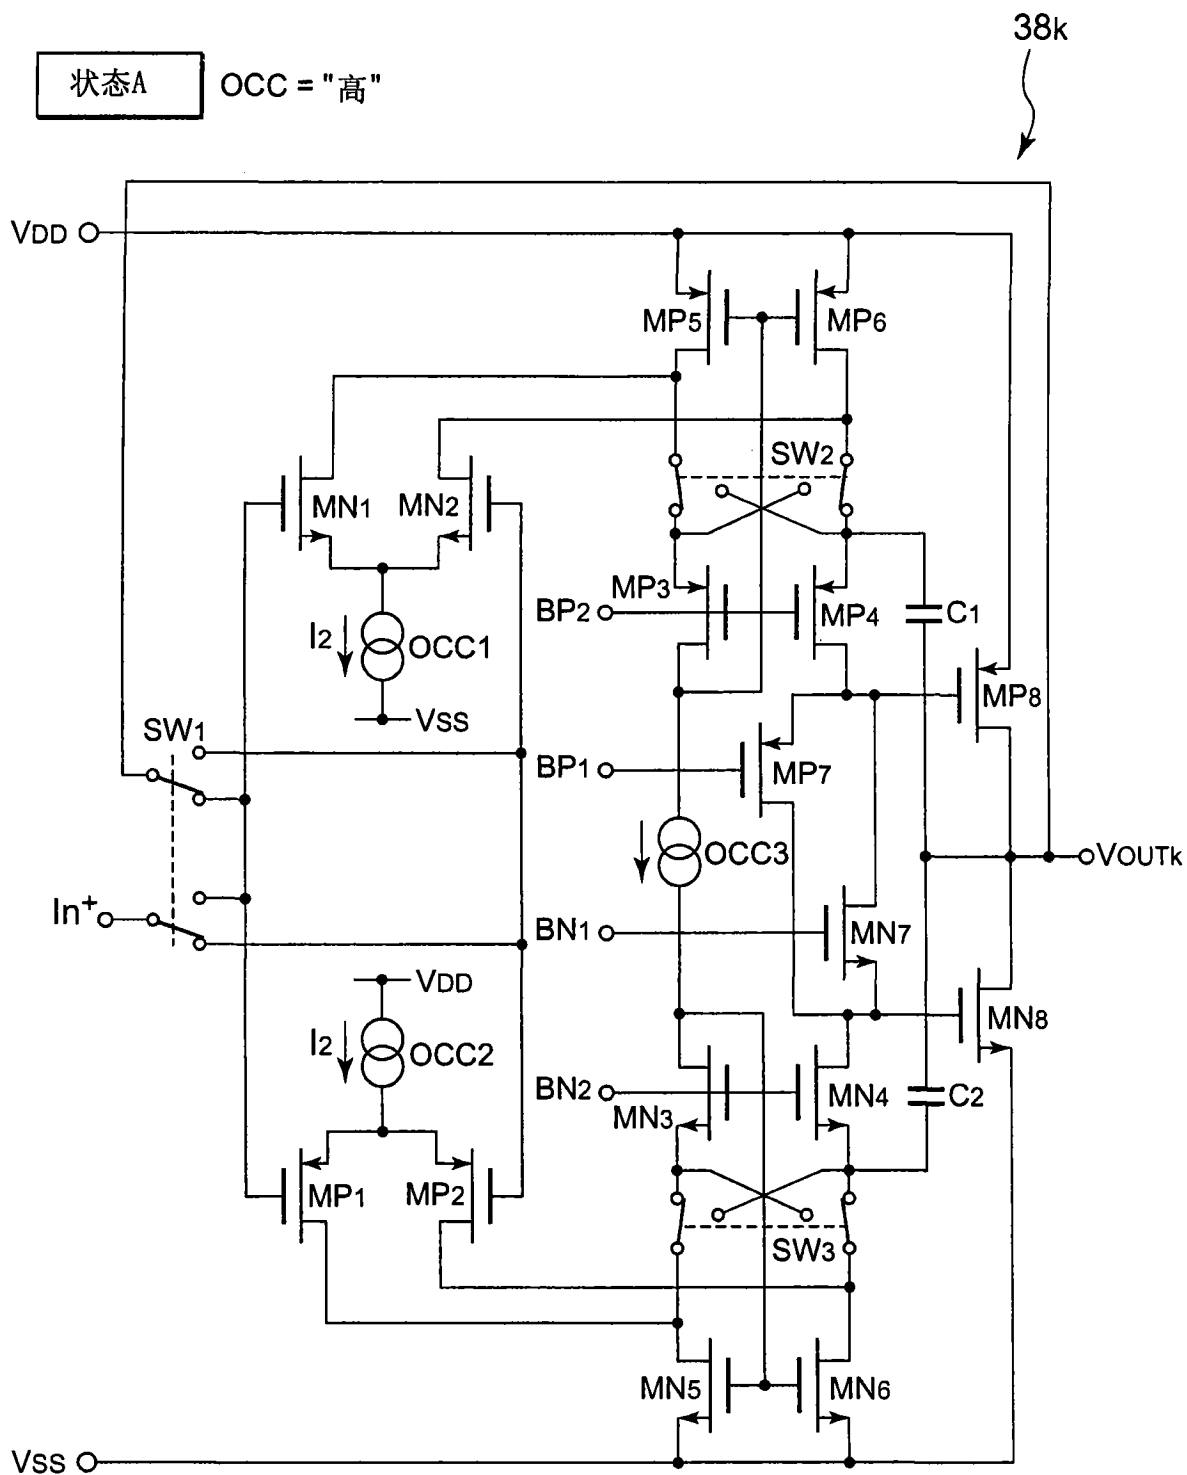 38k
状态A OCC = "高"
VDD
MP5
MP6
SW2
MN1
MN2
MP3
MP4
BP2
C1
I2
OCC1
MP8
VSS
SW1
BP1
MP7
OCC3
VOUTk
In+
BN1
MN7
VDD
MN8
I2
OCC2
BN2
MN3
MN4
C2
MP1
MP2
SW3
MN5
MN6
VSS